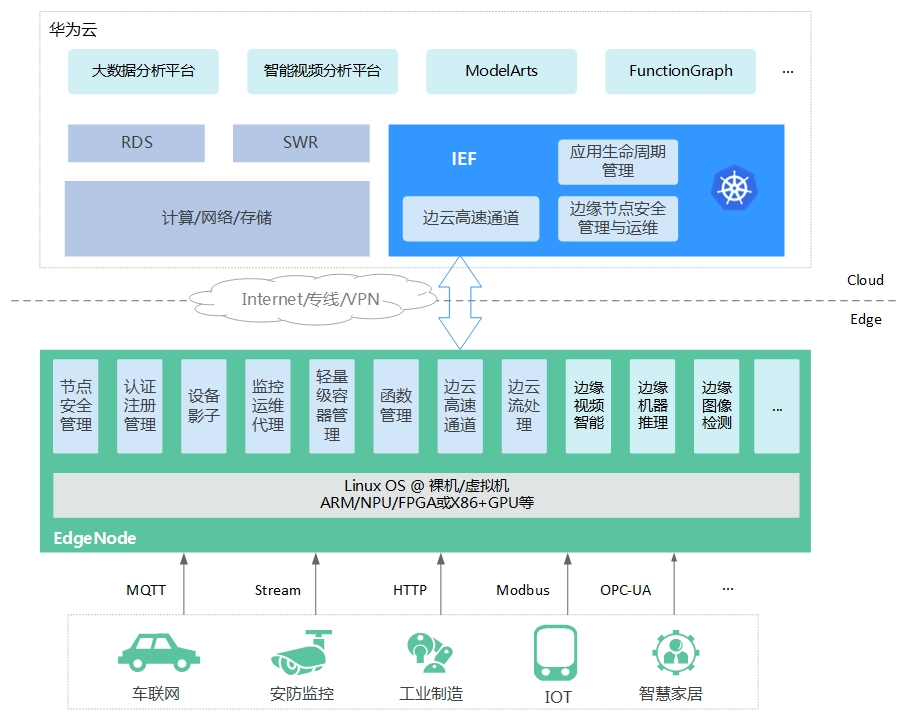 华为云
大数据分析平台
智能视频分析平台
ModelArts
FunctionGraph
...
RDS
SWR
计算/网络/存储
IEF
应用生命周期
管理
边云高速通道
边缘节点安全
管理与运维
Internet/专线/VPN
Cloud
Edge
节点
安全
管理
认证
注册
管理
设备
影子
监控
运维
代理
轻量
级容
器管
理
函数
管理
边云
高速
通道
边云
流处
理
边缘
视频
智能
边缘
机器
推理
边缘
图像
检测
...
Linux OS @ 裸机/虚拟机
ARM/NPU/FPGA或X86+GPU等
EdgeNode
MQTT
Stream
HTTP
Modbus
OPC-UA
...
车联网
安防监控
工业制造
IOT
智慧家居